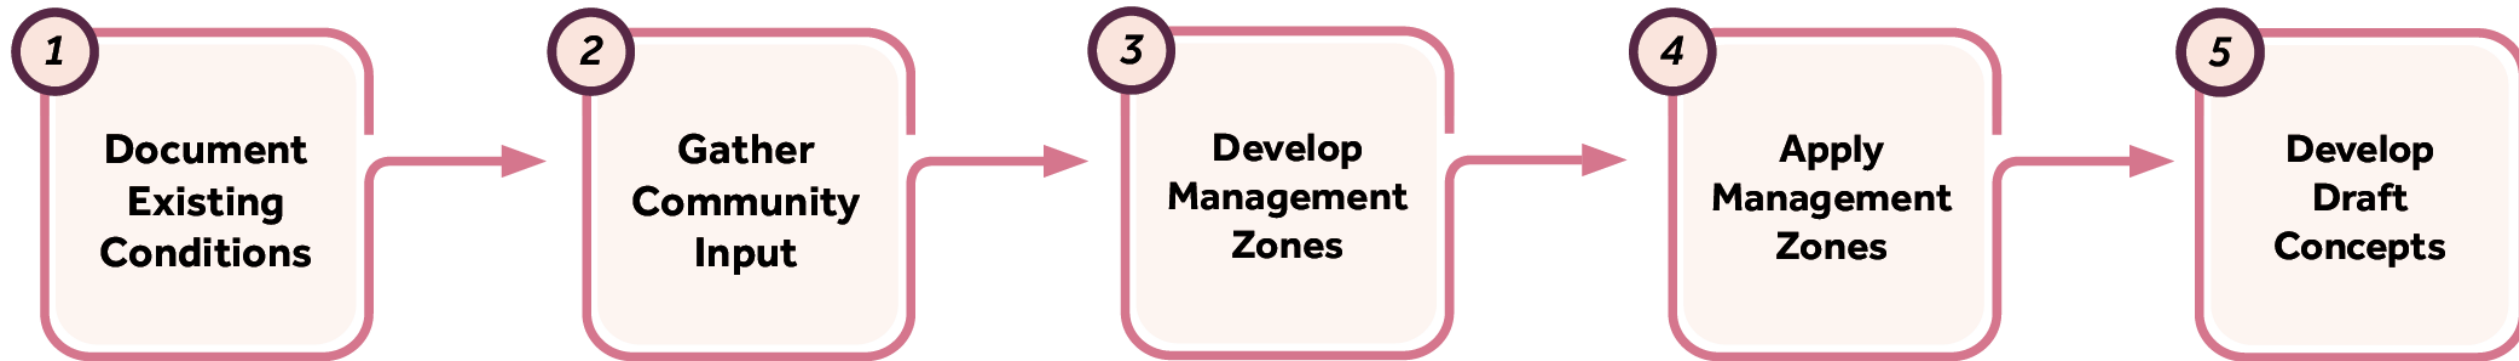 1
Document
Existing
Conditions
2
Gather
Community
Input
3
Develop
Management
Zones
4
Apply
Management
Zones
5
Develop
Draft
Concepts